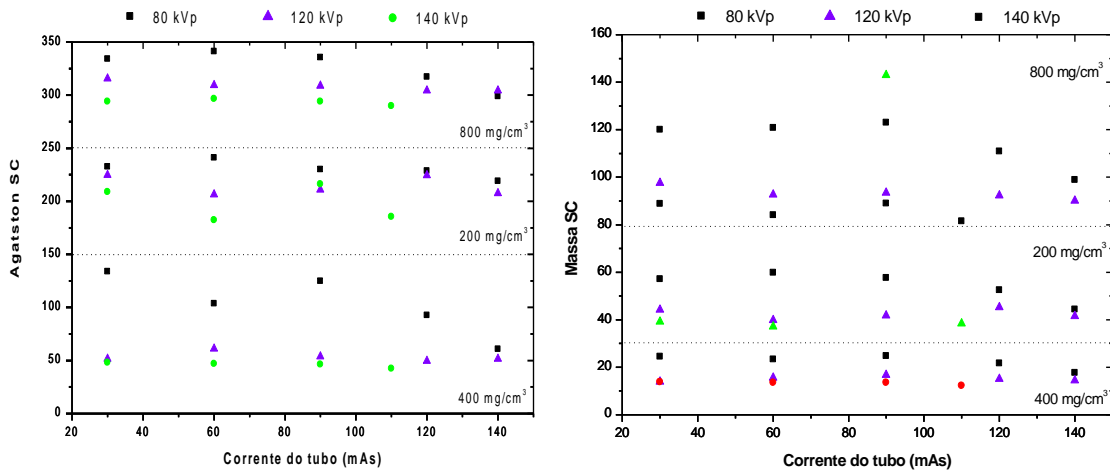 80 kVp 120 kVp 140 kVp
350
300
250
200
150
100
50
0
Agatston SC
800 mg/cm³
200 mg/cm³
400 mg/cm³
20 40 60 80 100 120 140
Corrente do tubo (mAs)
80 kVp 120 kVp 140 kVp
160
140
120
100
80
60
40
20
0
Massa SC
800 mg/cm³
200 mg/cm³
400 mg/cm³
20 40 60 80 100 120 140
Corrente do tubo (mAs)